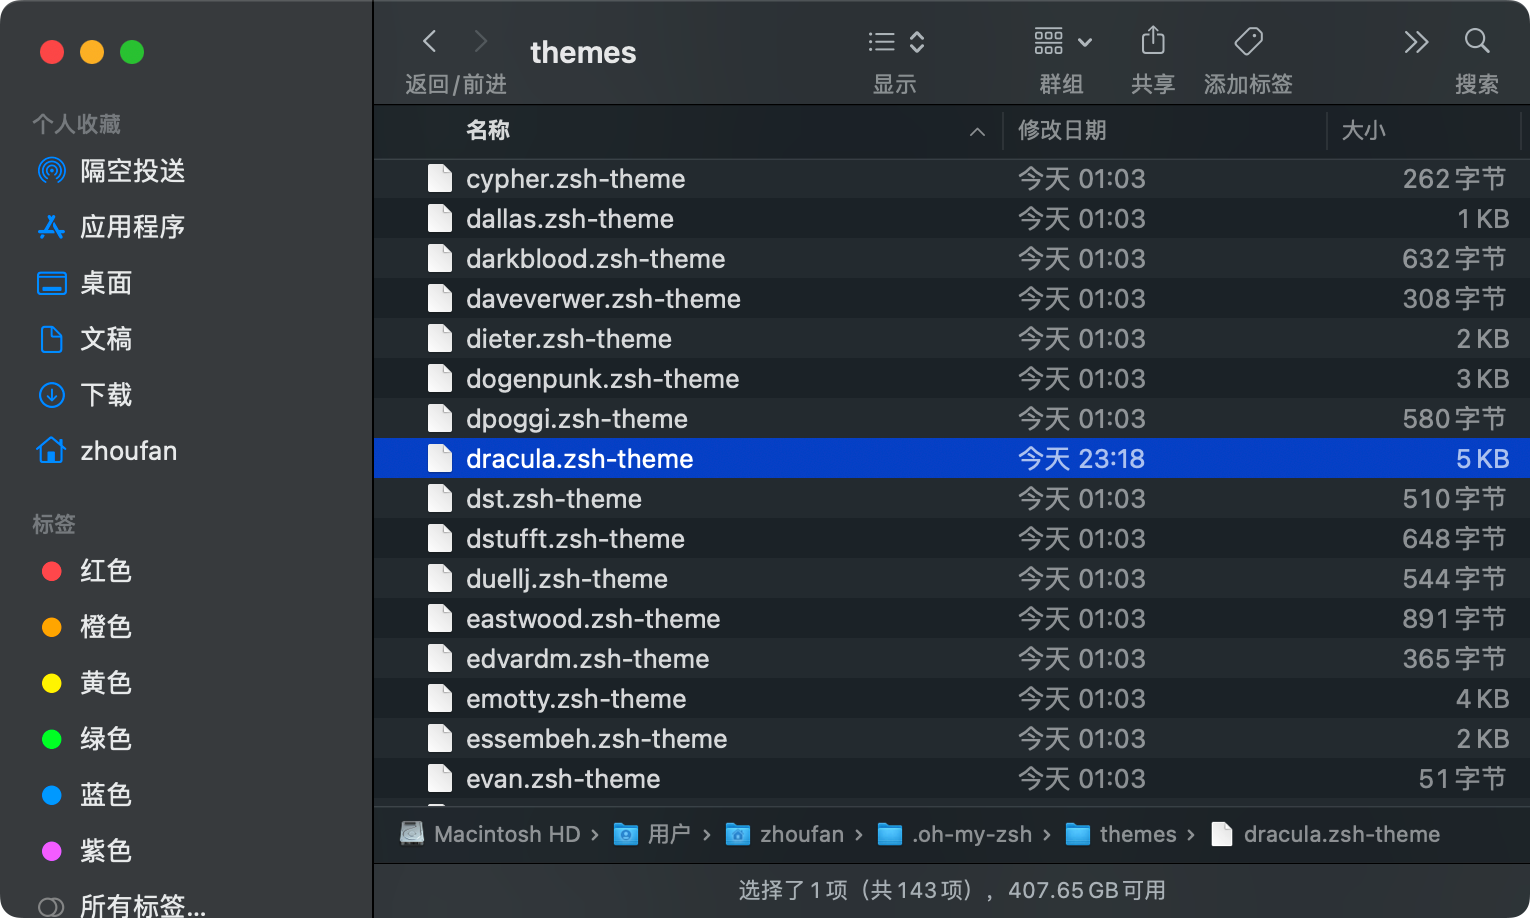 themes
返回/前进
显示
群组
共享
添加标签
搜索
个人收藏
隔空投送
应用程序
桌面
文稿
下载
zhoufan
标签
红色
橙色
黄色
绿色
蓝色
紫色
所有标签...
名称 修改日期 大小
cypher.zsh-theme 今天 01:03 262 字节
dallas.zsh-theme 今天 01:03 1 KB
darkblood.zsh-theme 今天 01:03 632 字节
daveverwer.zsh-theme 今天 01:03 308 字节
dieter.zsh-theme 今天 01:03 2 KB
dogenpunk.zsh-theme 今天 01:03 3 KB
dpoggi.zsh-theme 今天 01:03 580 字节
dracula.zsh-theme 今天 23:18 5 KB
dst.zsh-theme 今天 01:03 510 字节
dstufft.zsh-theme 今天 01:03 648 字节
duellj.zsh-theme 今天 01:03 544 字节
eastwood.zsh-theme 今天 01:03 891 字节
edvardm.zsh-theme 今天 01:03 365 字节
emotty.zsh-theme 今天 01:03 4 KB
essembeh.zsh-theme 今天 01:03 2 KB
evan.zsh-theme 今天 01:03 51 字节
Macintosh HD › 用户 › zhoufan › .oh-my-zsh › themes › dracula.zsh-theme
选择了 1 项（共 143 项），407.65 GB 可用